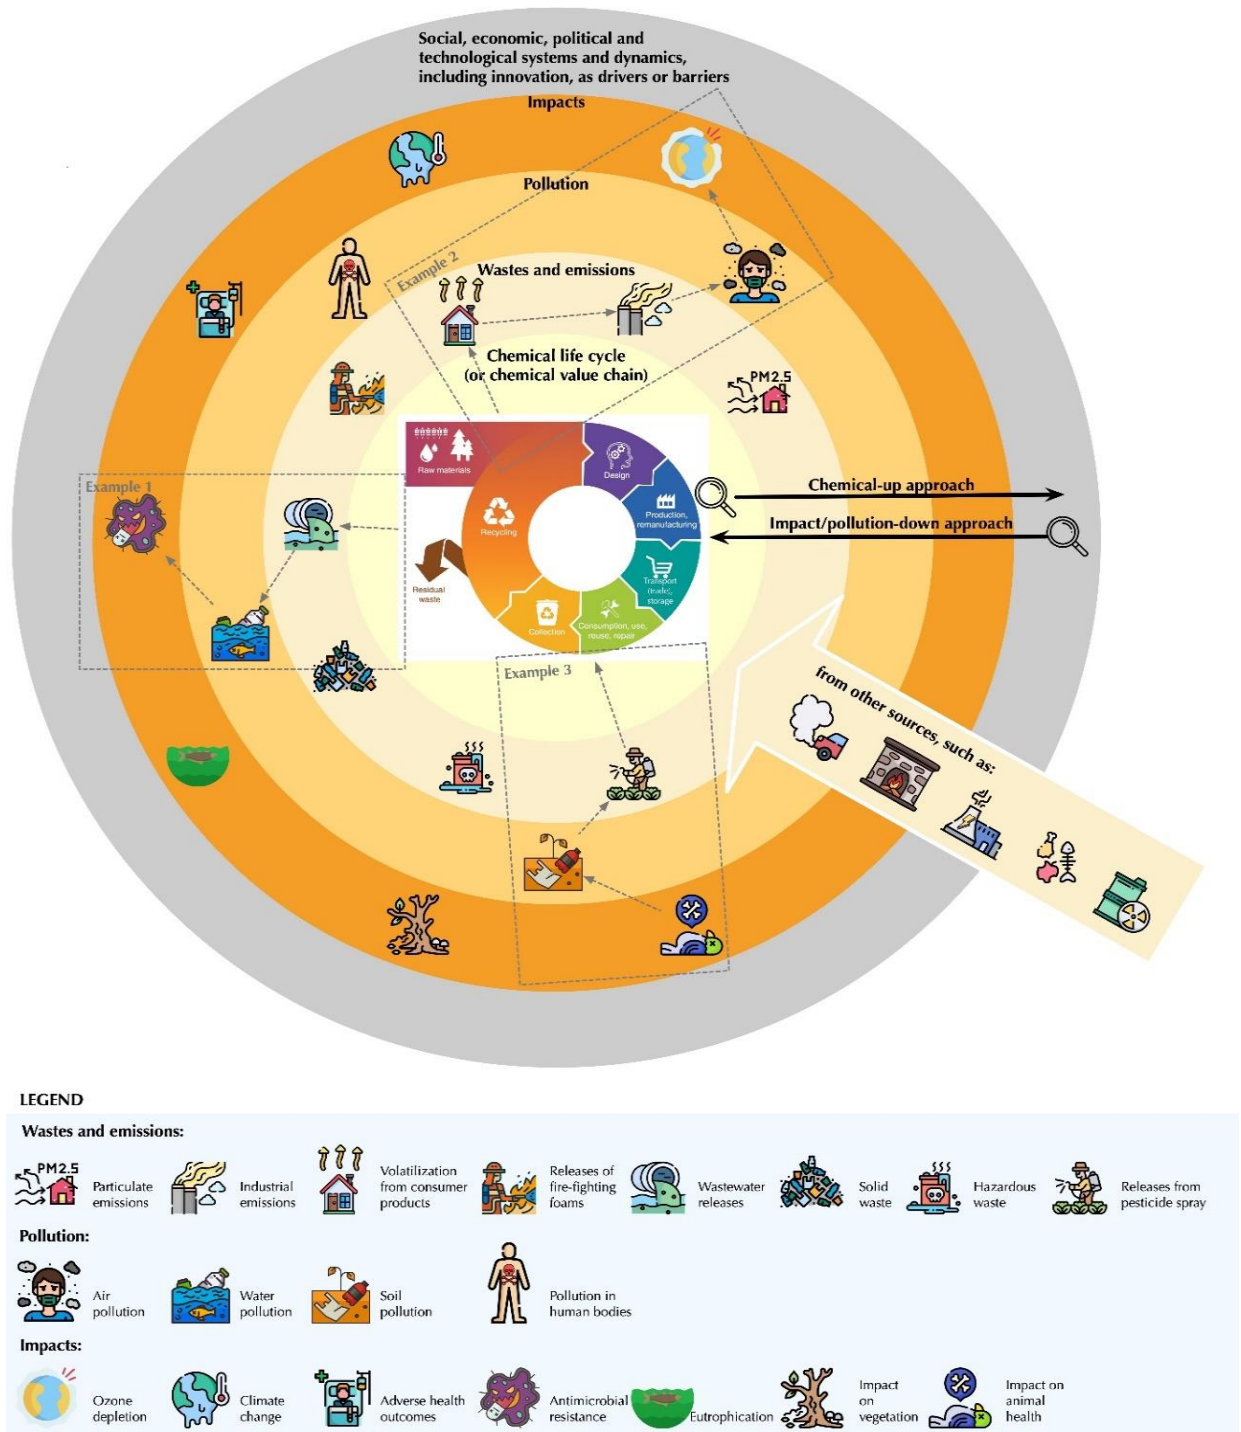 Social, economic, political and
technological systems and dynamics,
including innovation, as drivers or barriers
Impacts
Pollution
Example 2
Wastes and emissions
Chemical life cycle
(or chemical value chain)
PM2.5
Raw materials
Design
Production,
remanufacturing
Transport
(trade),
storage
Consumption, use,
reuse, repair
Collection
Recycling
Residual
waste
Chemical-up approach
Impact/pollution-down approach
Example 1
Example 3
from other sources, such as:
LEGEND
Wastes and emissions:
PM2.5
Particulate
emissions
Industrial
emissions
Volatilization
from consumer
products
Releases of
fire-fighting
foams
Wastewater
releases
Solid
waste
Hazardous
waste
Releases from
pesticide spray
Pollution:
Air
pollution
Water
pollution
Soil
pollution
Pollution in
human bodies
Impacts:
Ozone
depletion
Climate
change
Adverse health
outcomes
Antimicrobial
resistance
Eutrophication
Impact
on
vegetation
Impact on
animal
health